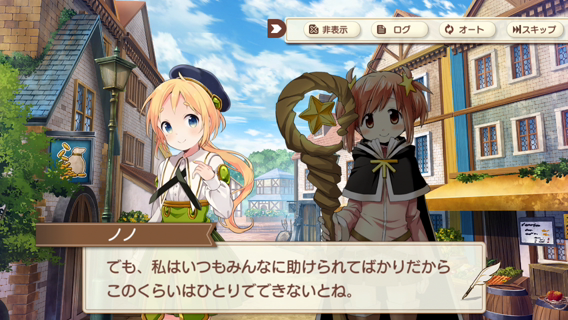 非表示
ログ
オート
スキップ
ノノ
でも、私はいつもみんなに助けられてばかりだから
このくらいはひとりでできないとね。